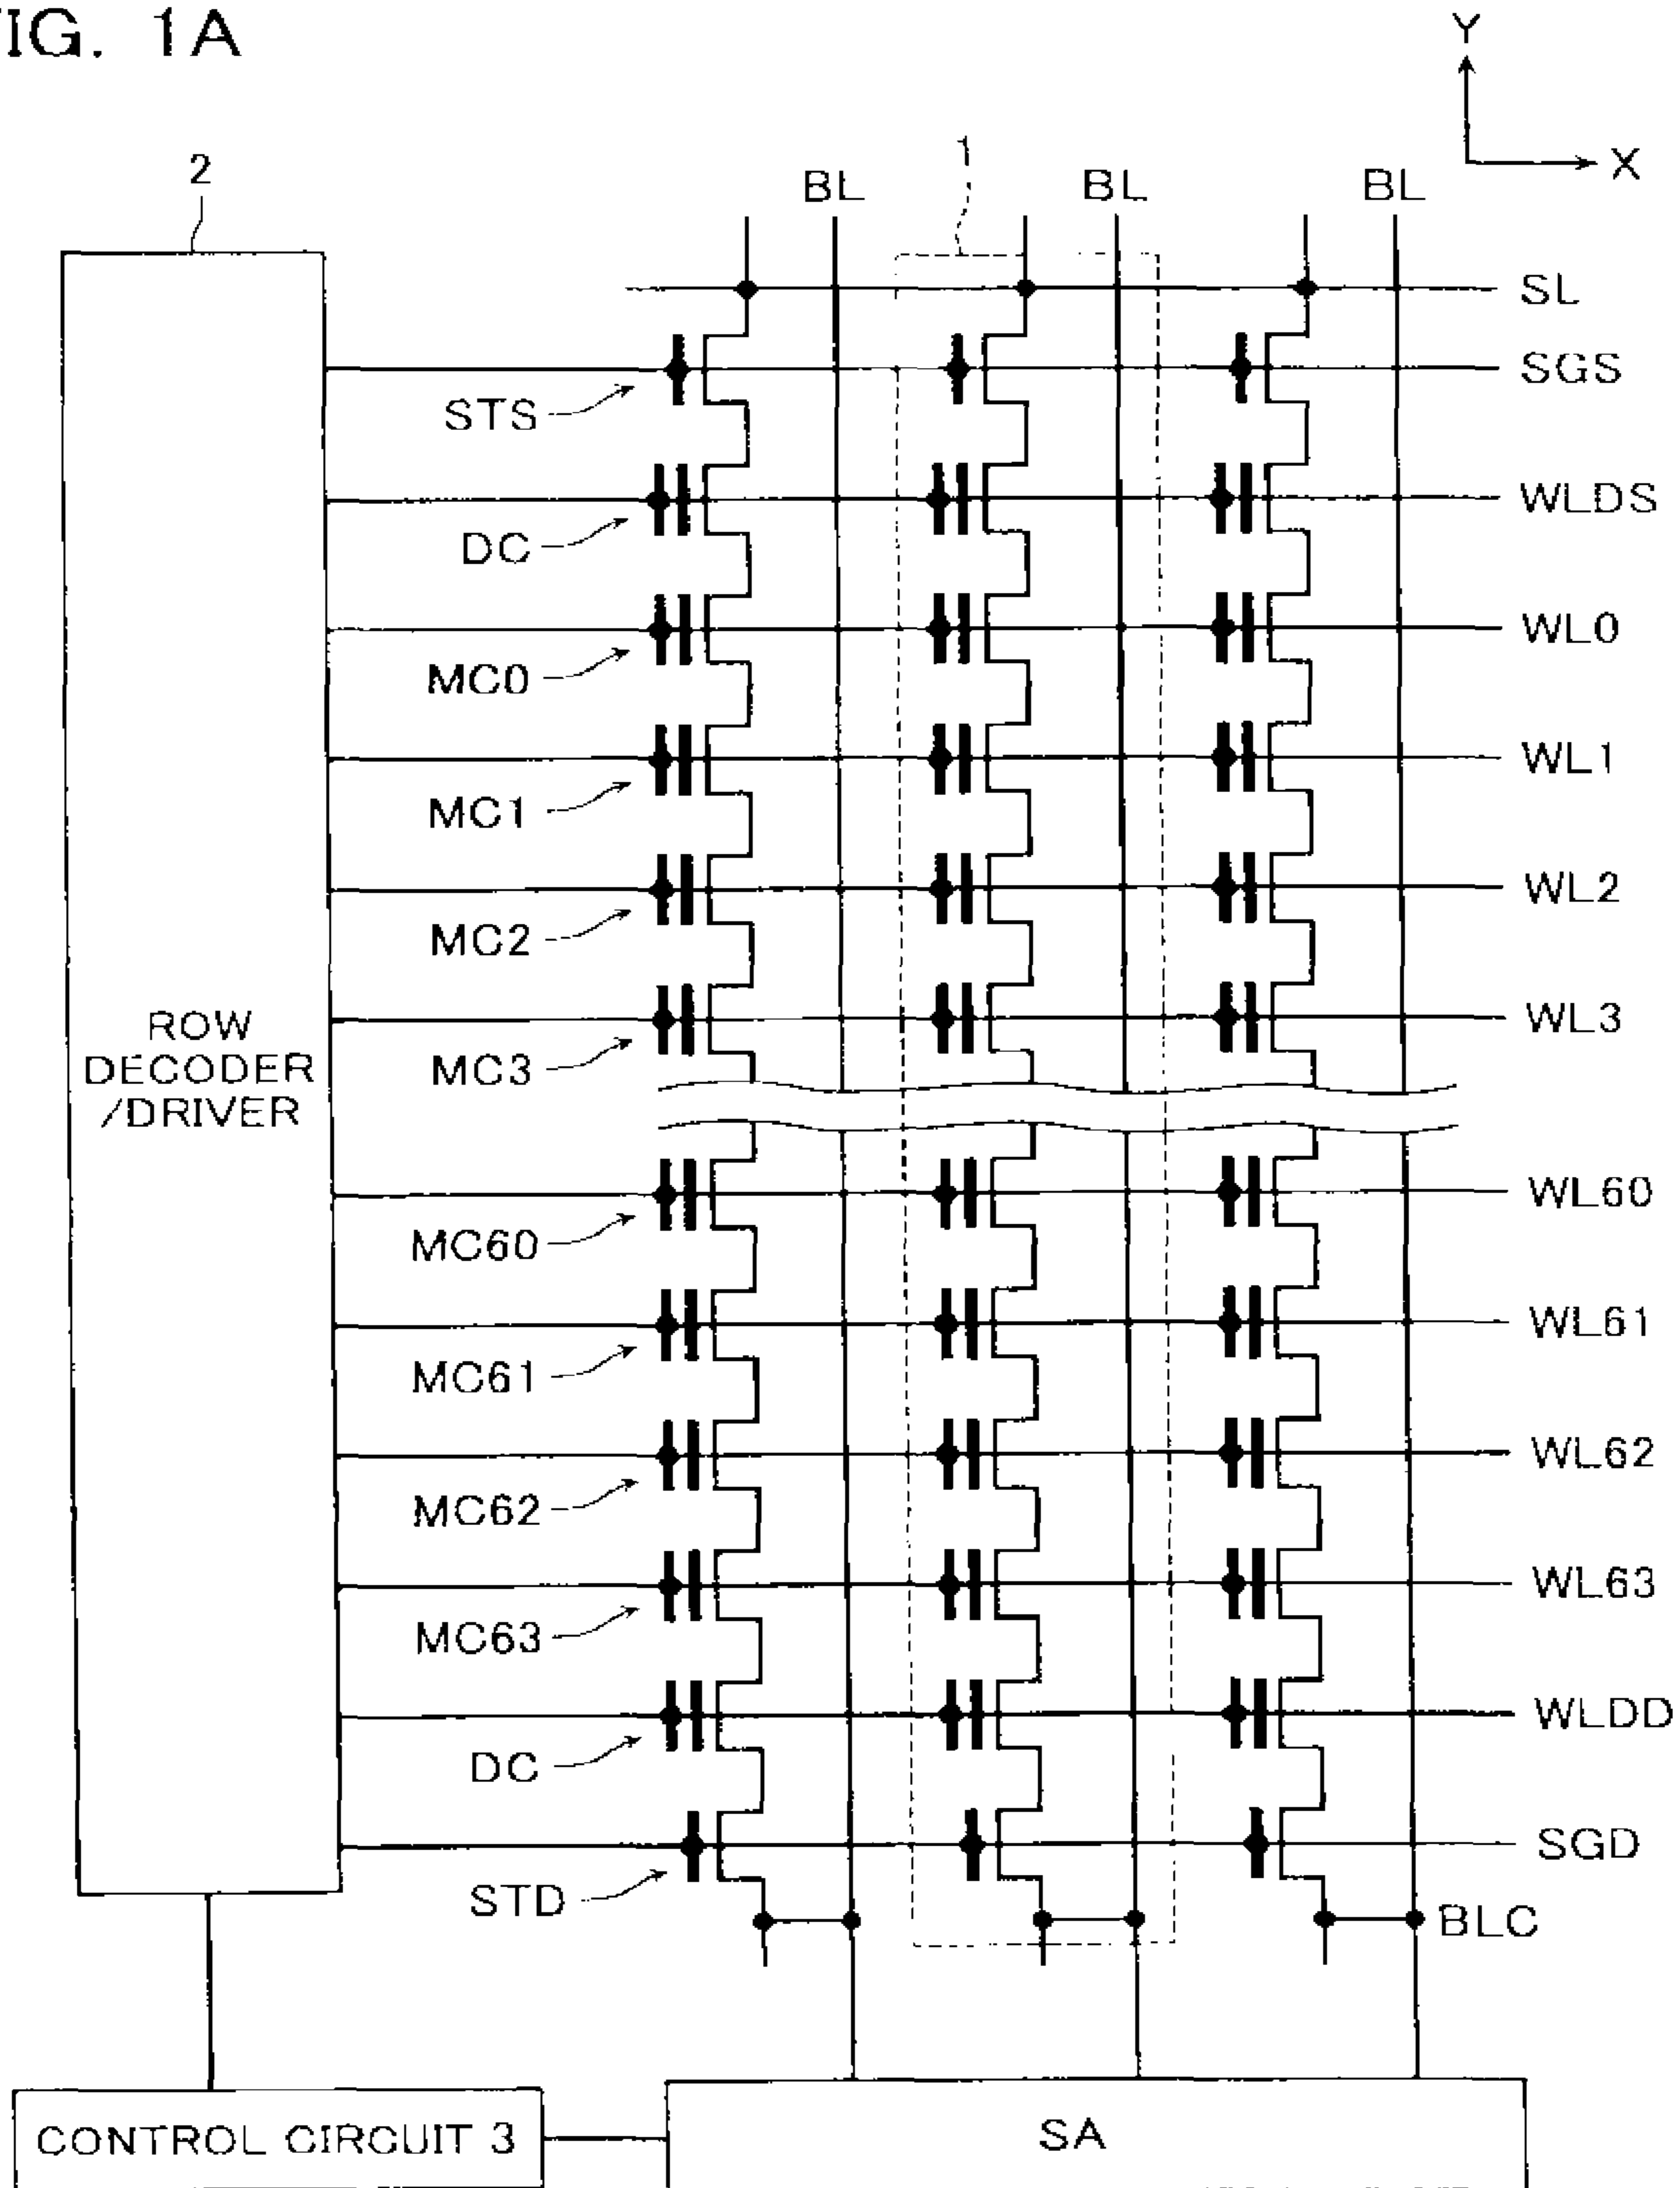 FIG. 1A
Y
X
2
1
BL
BL
BL
SL
SGS
STS
WLDS
DC
WL0
MC0
WL1
MC1
WL2
MC2
WL3
MC3
ROW
DECODER
/DRIVER
WL60
MC60
WL61
MC61
WL62
MC62
WL63
MC63
WLDD
DC
SGD
STD
BLC
CONTROL CIRCUIT 3
SA